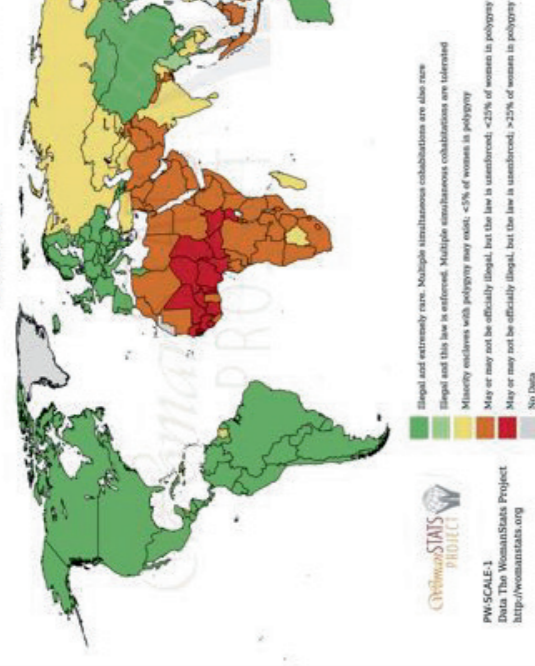 Illegal and extremely rare. Multiple simultaneous cohabitations are also rare
Illegal and this law is enforced. Multiple simultaneous cohabitations are tolerated
Minority enclaves with polygyny may exist; <5% of women in polygyny
May or may not be officially illegal, but the law is unenforced; <25% of women in polygyny
May or may not be officially illegal, but the law is unenforced; >25% of women in polygyny
No Data
WomanSTATS
PROJECT
PW-SCALE-1
Data The WomanStats Project
http://womanstats.org
Woman
PROJECT